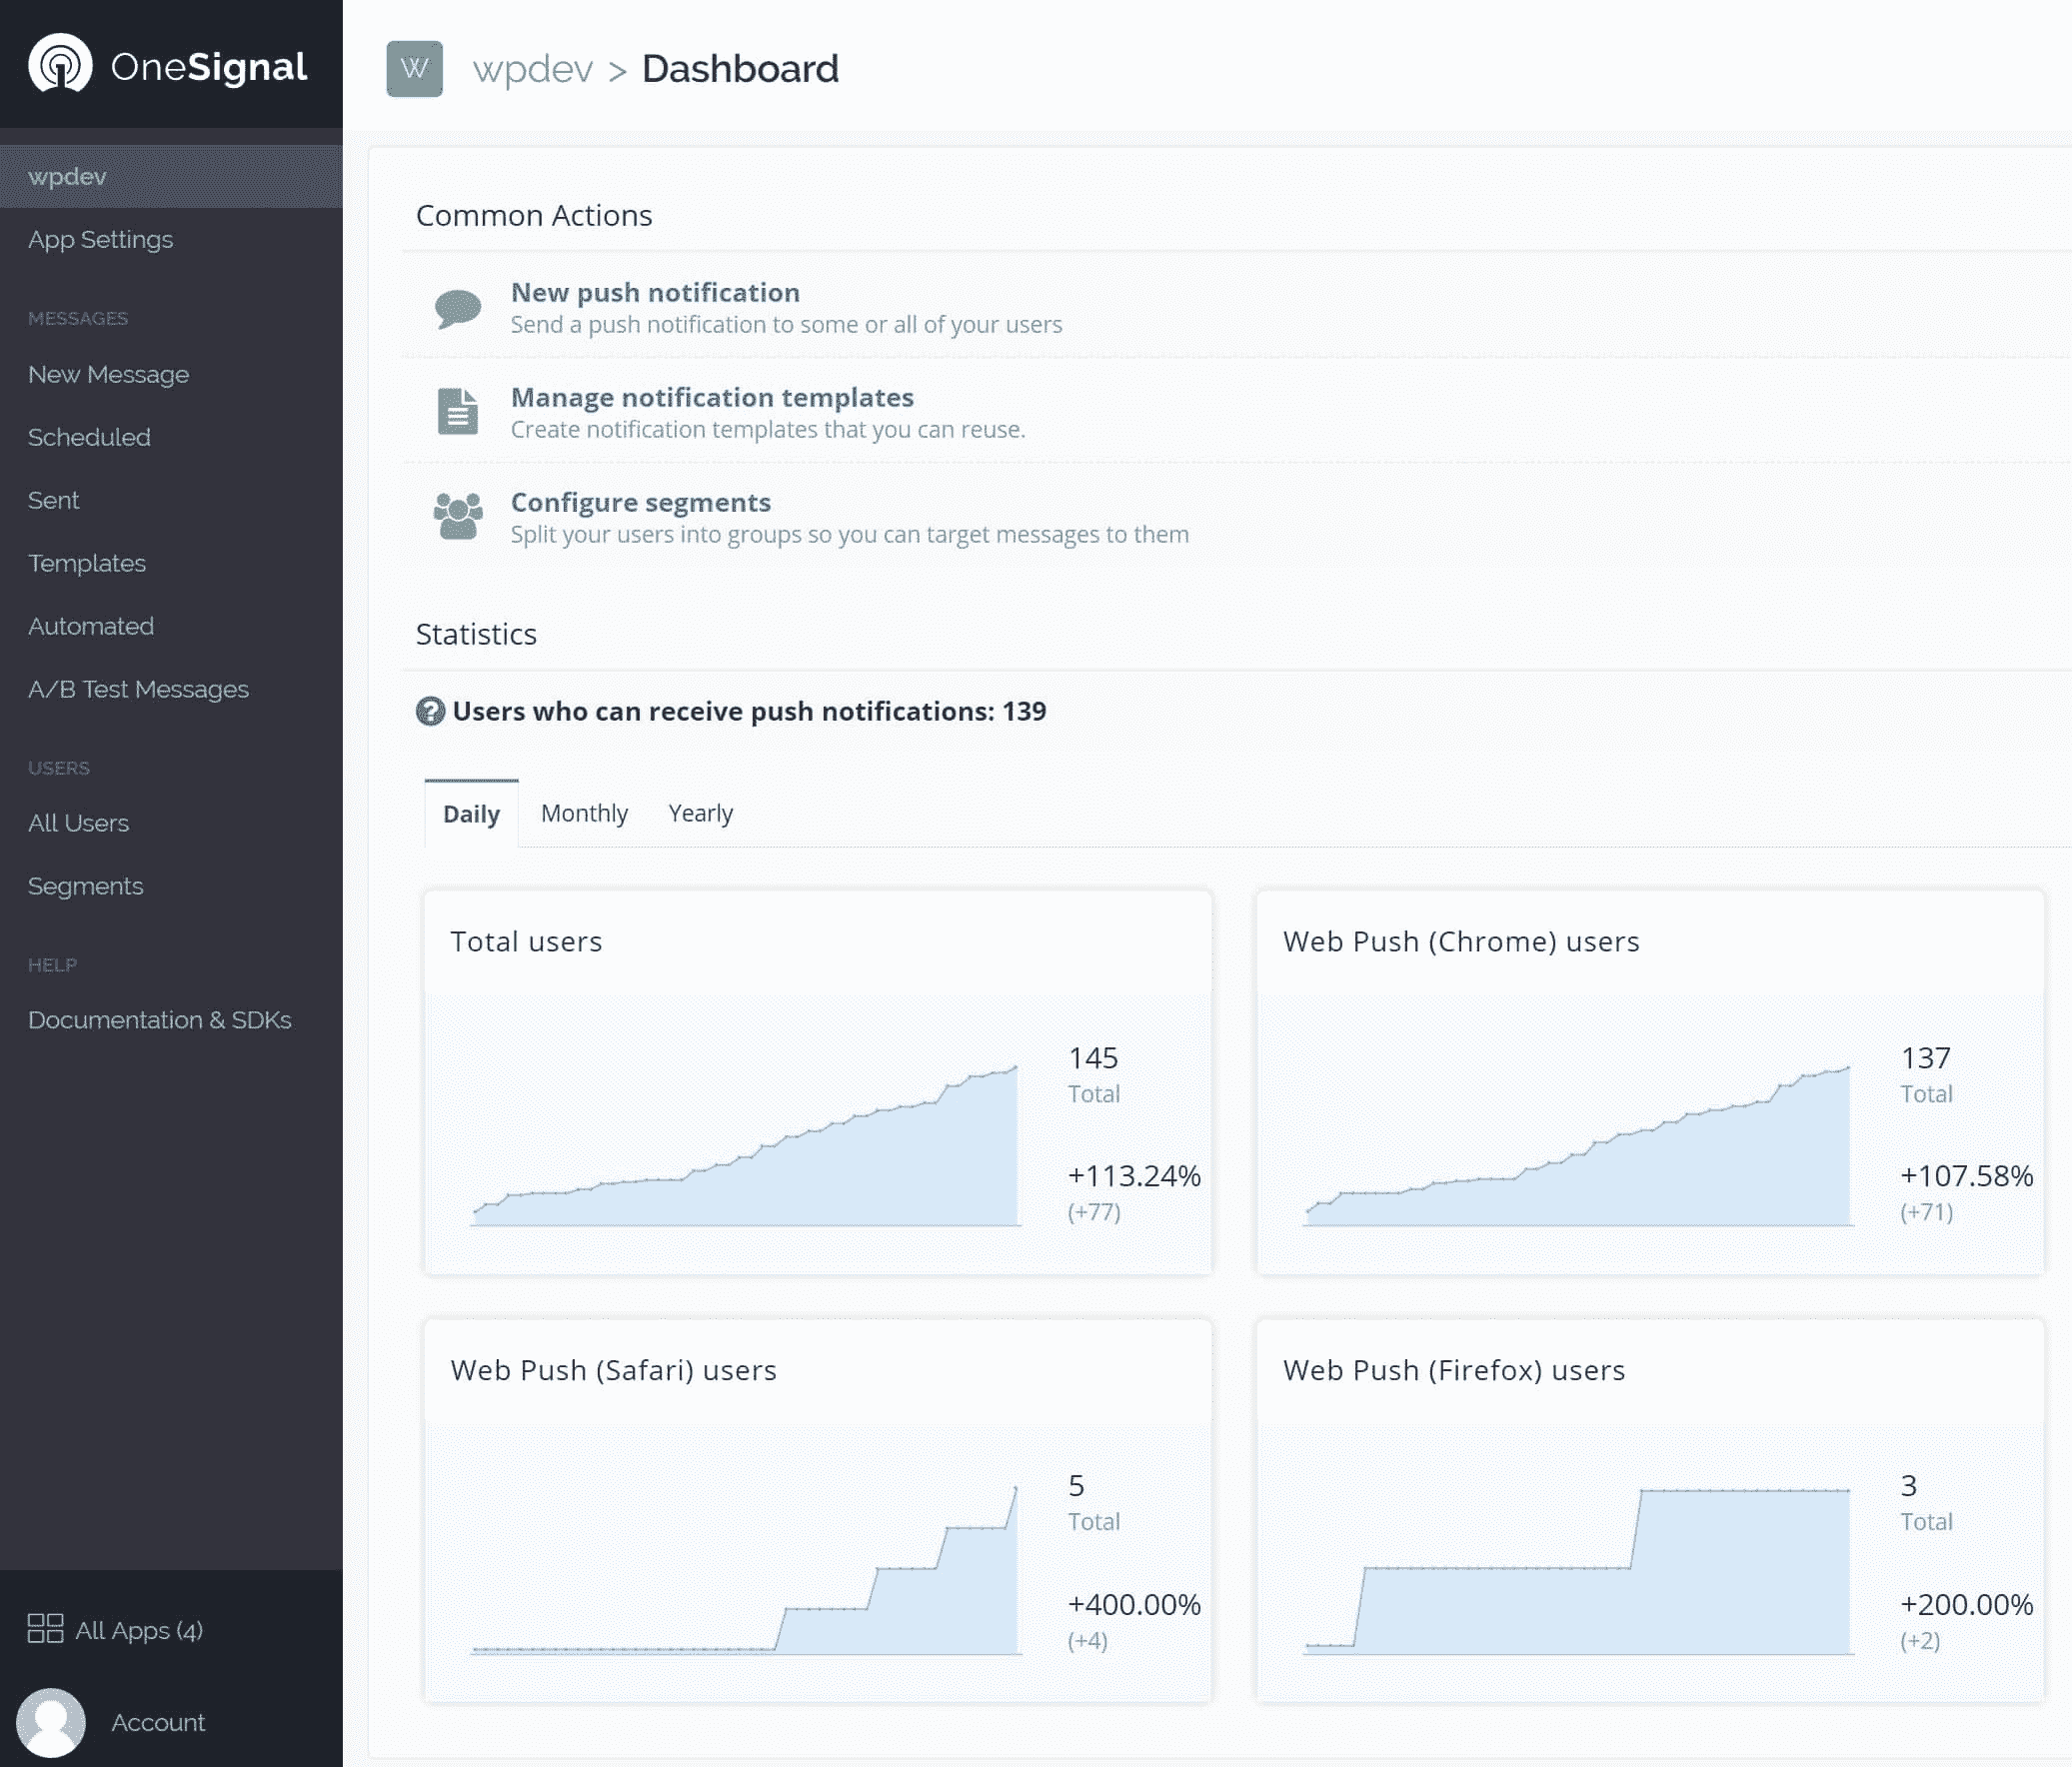 OneSignal
wpdev
App Settings
MESSAGES
New Message
Scheduled
Sent
Templates
Automated
A/B Test Messages
USERS
All Users
Segments
HELP
Documentation & SDKs
All Apps (4)
Account
W wpdev > Dashboard
Common Actions
New push notification
Send a push notification to some or all of your users
Manage notification templates
Create notification templates that you can reuse.
Configure segments
Split your users into groups so you can target messages to them
Statistics
? Users who can receive push notifications: 139
Daily Monthly Yearly
Total users
145
Total
+113.24%
(+77)
Web Push (Chrome) users
137
Total
+107.58%
(+71)
Web Push (Safari) users
5
Total
+400.00%
(+4)
Web Push (Firefox) users
3
Total
+200.00%
(+2)